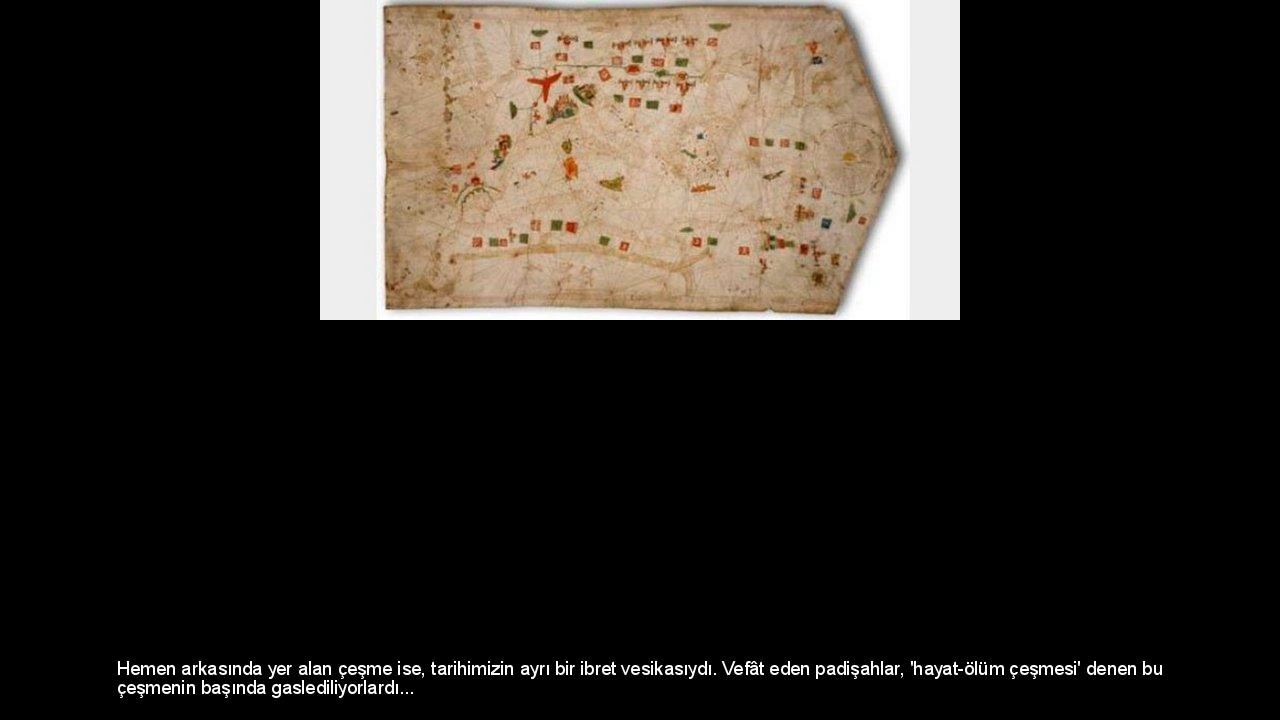 Hemen arkasında yer alan çeşme ise, tarihimizin ayrı bir ibret vesikasıydı. Vefât eden padişahlar, 'hayat-ölüm çeşmesi' denen bu
çeşmenin başında gaslediliyorlardı...